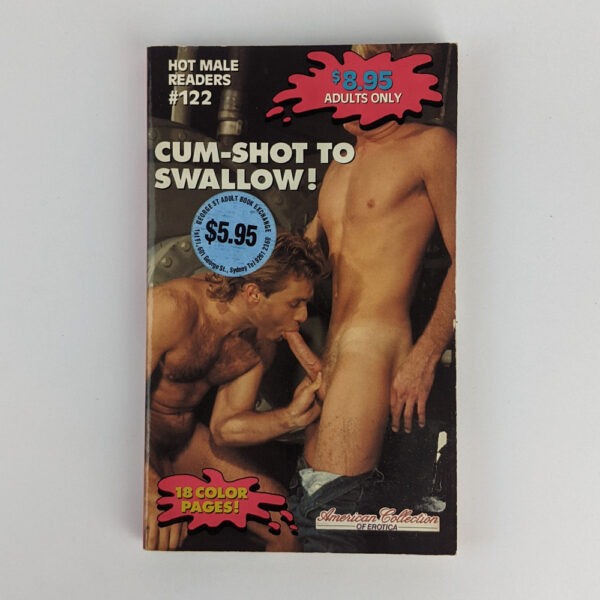 HOT MALE
READERS
#122
$8.95
ADULTS ONLY
CUM-SHOT TO
SWALLOW!
GEORGE ST ADULT BOOK EXCHANGE
$5.95
601 George St., Sydney
18 COLOR
PAGES!
American Collection
OF EROTICA